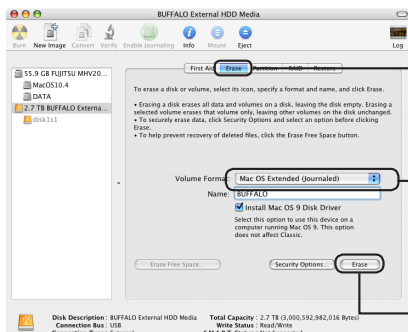 BUFFALO External HDD Media
Burn New Image Convert Verify Enable Journaling Info Mount Eject Log
55.9 GB FUJITSU MHV20...
MacOS10.4
DATA
2.7 TB BUFFALO Externa...
disk1s1
First Aid Erase Partition RAID Restore
To erase a disk or volume, select its icon, specify a format and name, and click Erase.
• Erasing a disk erases all data and volumes on a disk, leaving the disk empty. Erasing a
selected volume erases that volume only, leaving other volumes on the disk unchanged.
• To securely erase data, click Security Options and select an option before clicking
Erase.
• To help prevent recovery of deleted files, click the Erase Free Space button.
Volume Format: Mac OS Extended (Journaled)
Name: BUFFALO
Install Mac OS 9 Disk Driver
Select this option to use this device on a
computer running Mac OS 9. This option
does not affect Classic.
Erase Free Space... Security Options... Erase
Disk Description : BUFFALO External HDD Media Total Capacity : 2.7 TB (3,000,592,982,016 Bytes)
Connection Bus : USB Write Status : Read/Write